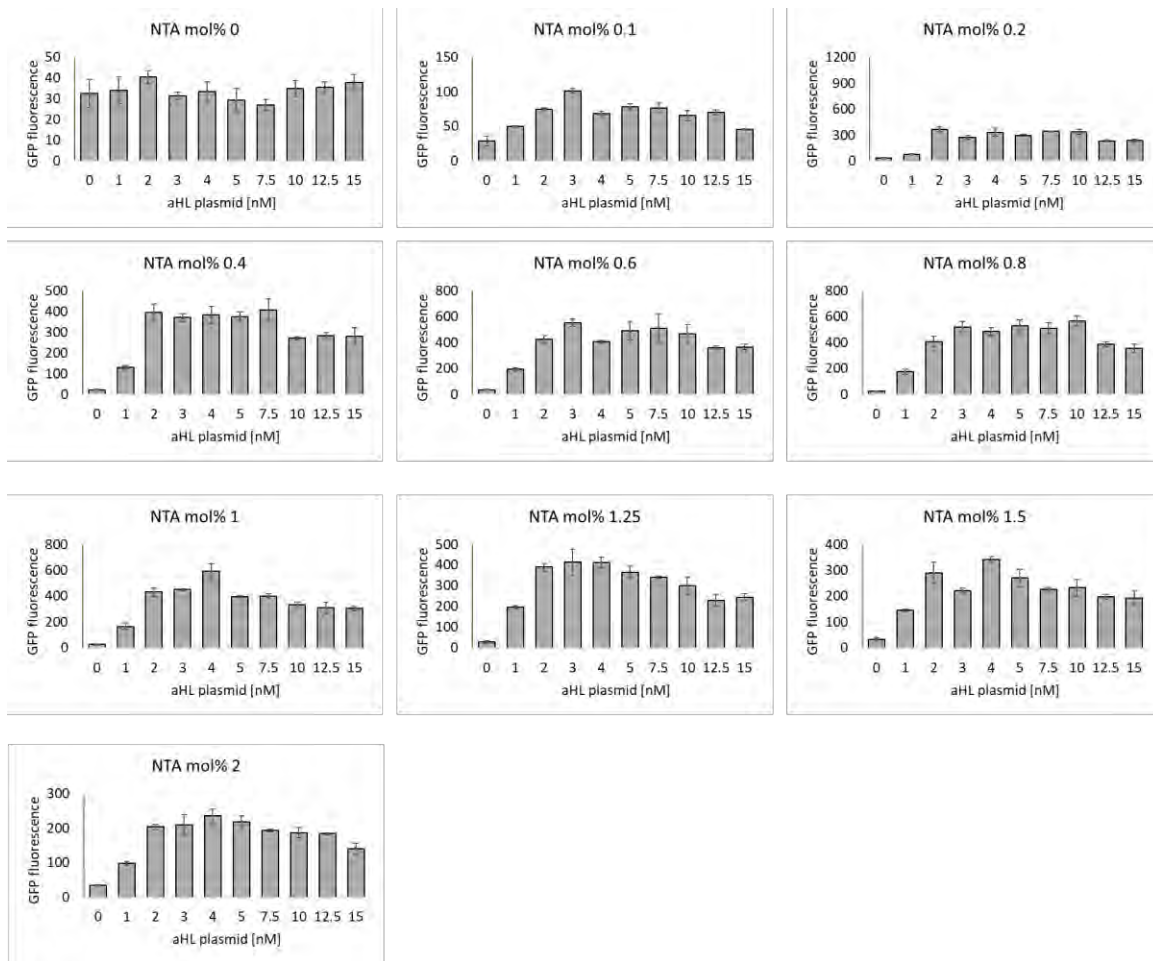 NTA mol% 0
GFP fluorescence
50
40
30
20
10
0
0 1 2 3 4 5 7.5 10 12.5 15
aHL plasmid [nM]
NTA mol% 0.1
GFP fluorescence
150
100
50
0
0 1 2 3 4 5 7.5 10 12.5 15
aHL plasmid [nM]
NTA mol% 0.2
GFP fluorescence
1200
900
600
300
0
0 1 2 3 4 5 7.5 10 12.5 15
aHL plasmid [nM]
NTA mol% 0.4
GFP fluorescence
500
400
300
200
100
0
0 1 2 3 4 5 7.5 10 12.5 15
aHL plasmid [nM]
NTA mol% 0.6
GFP fluorescence
800
600
400
200
0
0 1 2 3 4 5 7.5 10 12.5 15
aHL plasmid [nM]
NTA mol% 0.8
GFP fluorescence
800
600
400
200
0
0 1 2 3 4 5 7.5 10 12.5 15
aHL plasmid [nM]
NTA mol% 1
GFP fluorescence
800
600
400
200
0
0 1 2 3 4 5 7.5 10 12.5 15
aHL plasmid [nM]
NTA mol% 1.25
GFP fluorescence
500
400
300
200
100
0
0 1 2 3 4 5 7.5 10 12.5 15
aHL plasmid [nM]
NTA mol% 1.5
GFP fluorescence
400
300
200
100
0
0 1 2 3 4 5 7.5 10 12.5 15
aHL plasmid [nM]
NTA mol% 2
GFP fluorescence
300
200
100
0
0 1 2 3 4 5 7.5 10 12.5 15
aHL plasmid [nM]